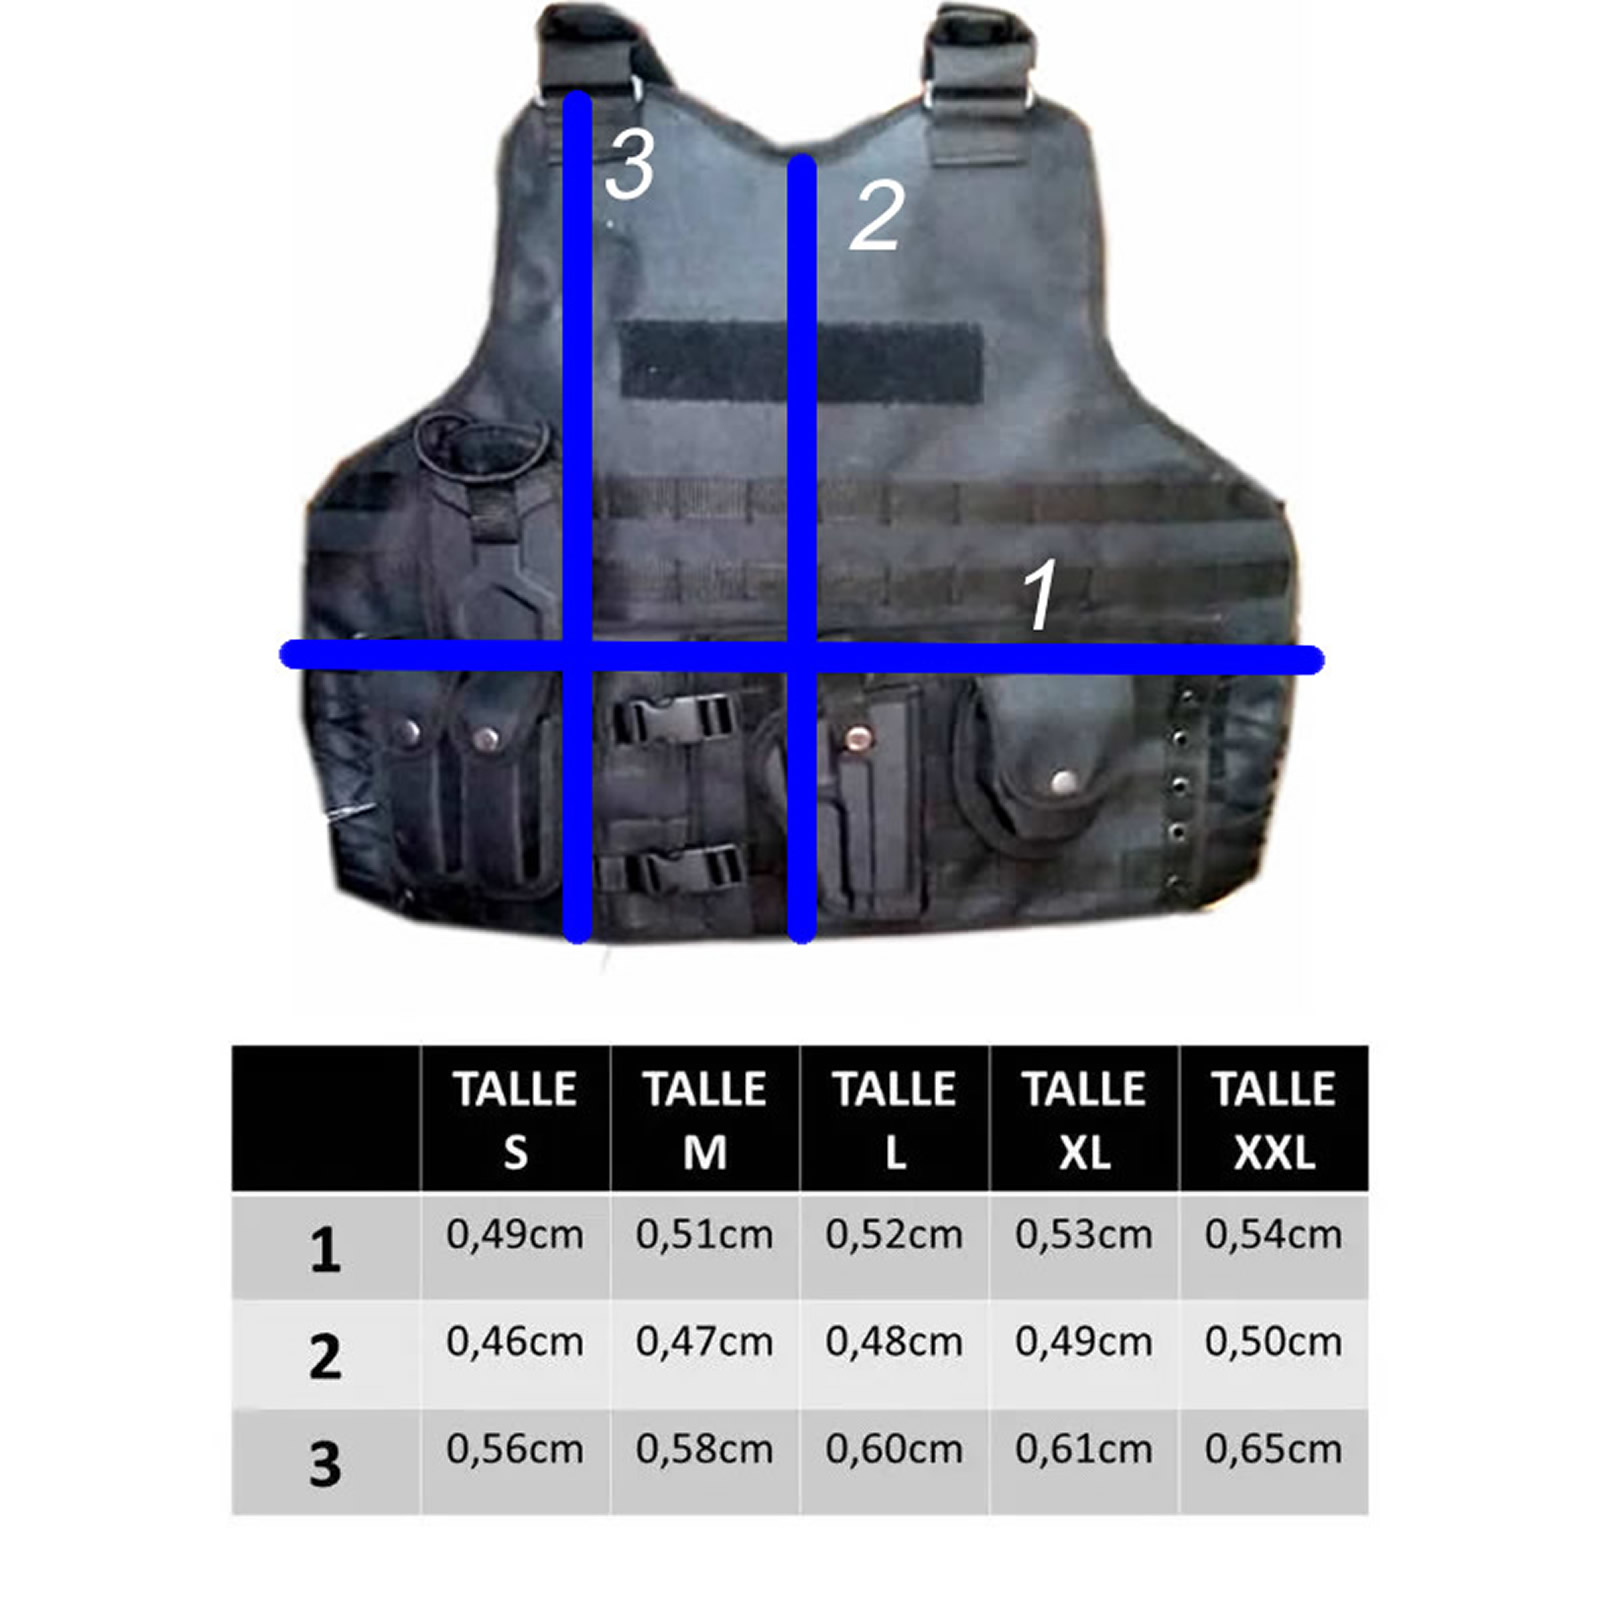 3
2
1
TALLE TALLE TALLE TALLE TALLE
S M L XL XXL
1 0,49cm 0,51cm 0,52cm 0,53cm 0,54cm
2 0,46cm 0,47cm 0,48cm 0,49cm 0,50cm
3 0,56cm 0,58cm 0,60cm 0,61cm 0,65cm